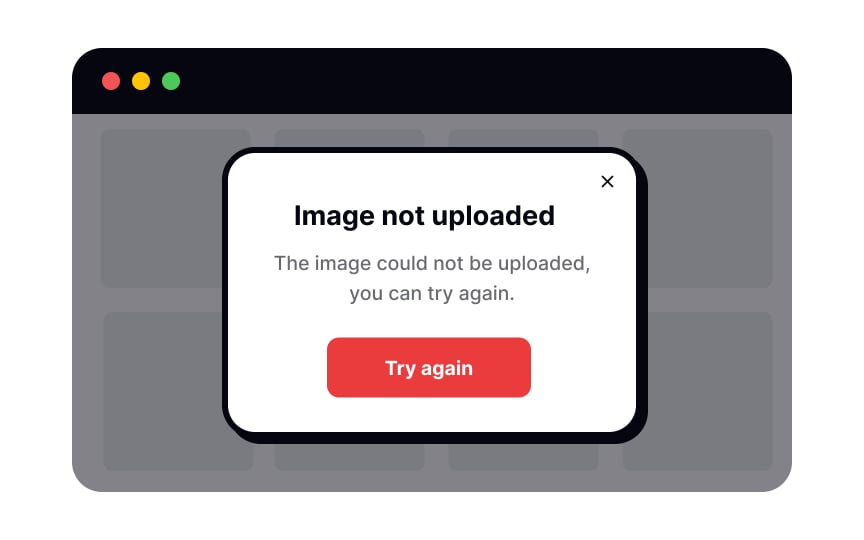 Image not uploaded
The image could not be uploaded,
you can try again.
Try again